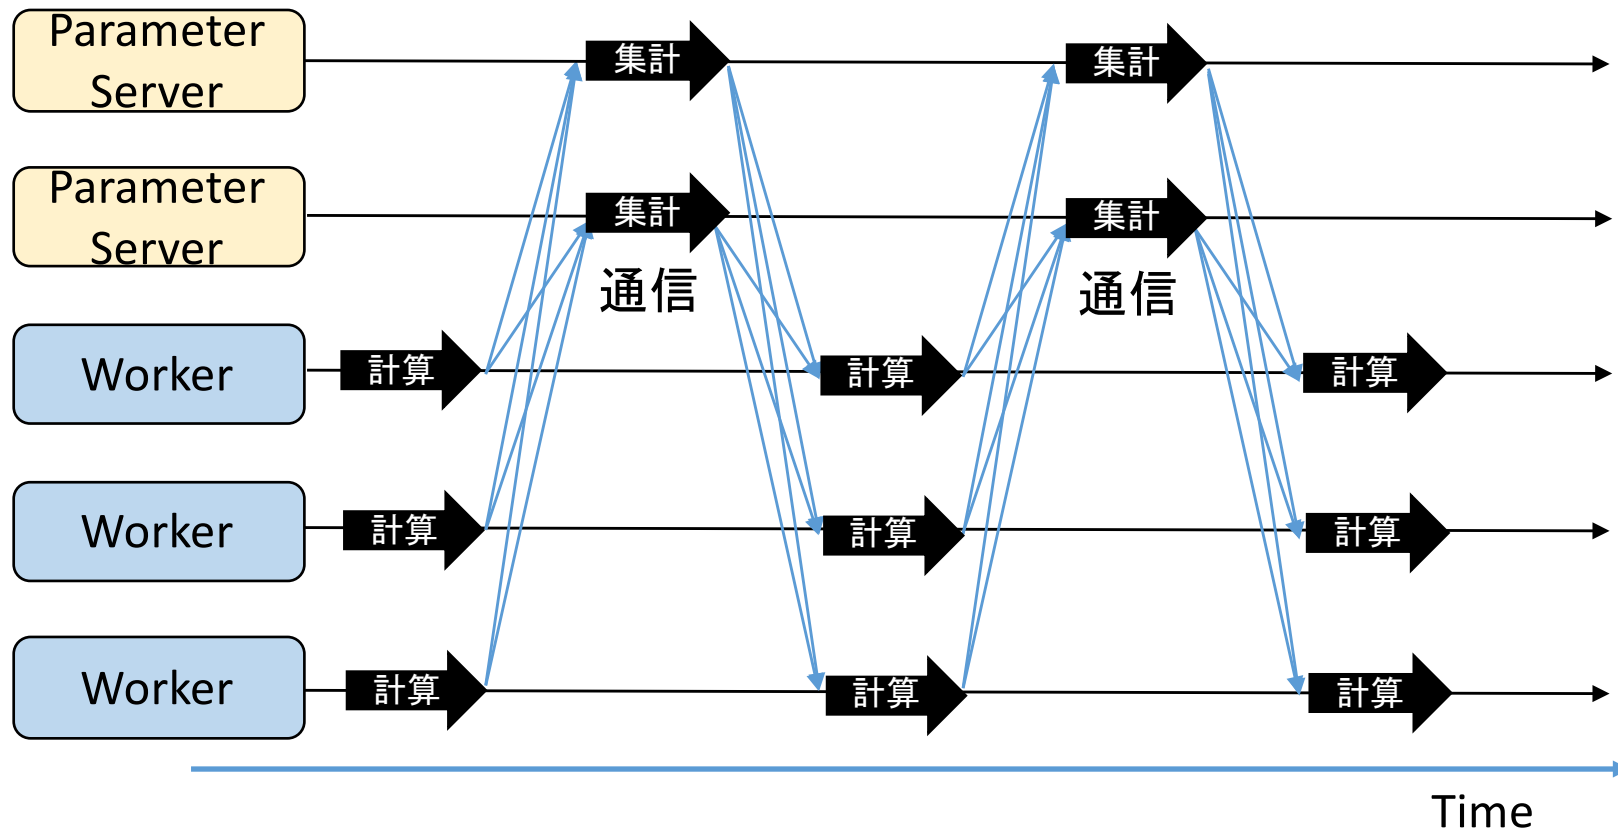 Parameter
Server
集計
集計
Parameter
Server
集計
集計
通信
通信
Worker
計算
計算
計算
Worker
計算
計算
計算
Worker
計算
計算
計算
Time